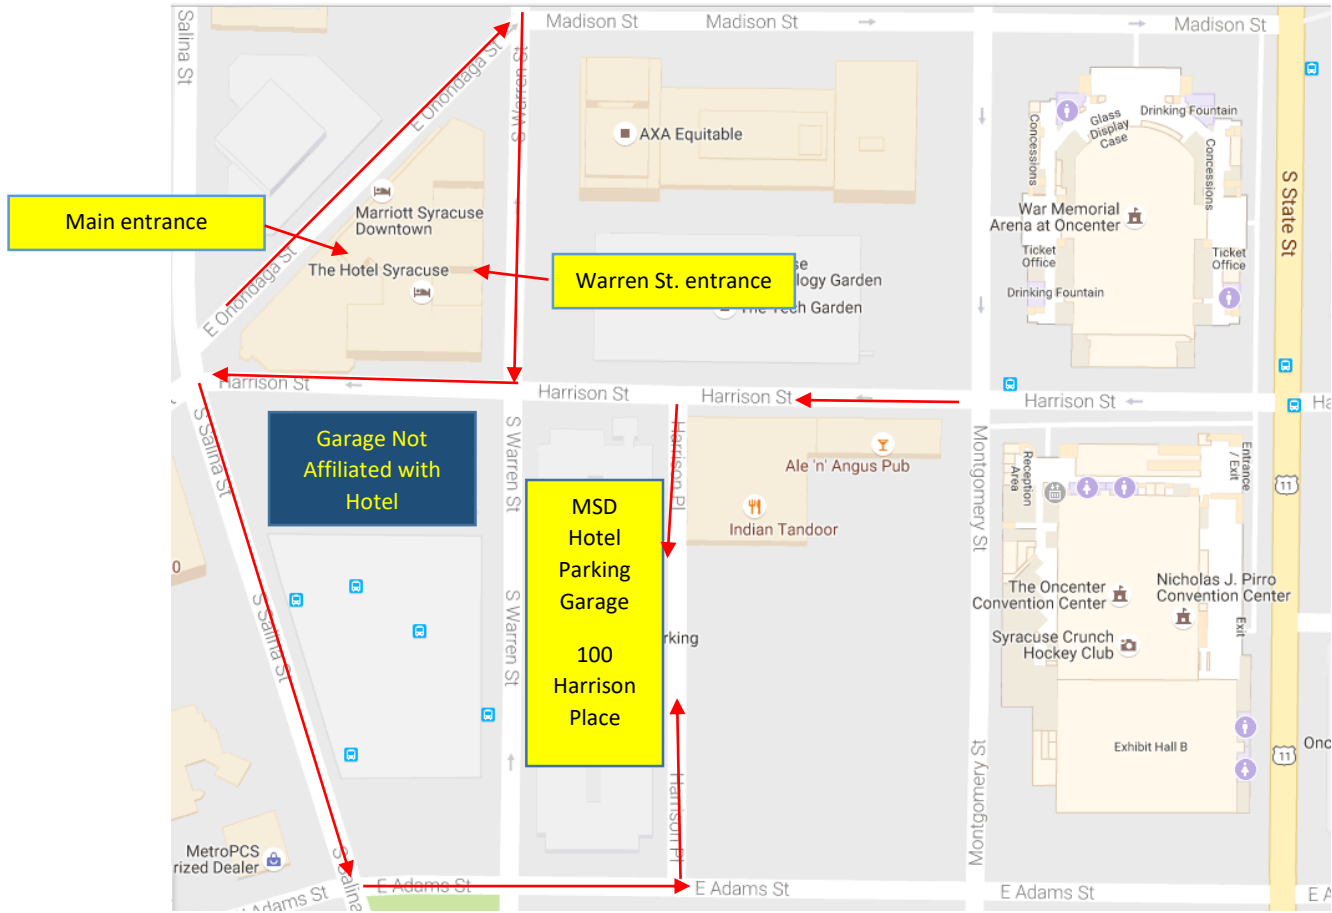 Salina St
Madison St
Madison St
Madison St
E Onondaga St
S Warren St
AXA Equitable
Concessions
Glass
Display
Case
Drinking Fountain
Concessions
Main entrance
Marriott Syracuse
Downtown
The Hotel Syracuse
E Onondaga St
Warren St. entrance
se
logy Garden
The Tech Garden
War Memorial
Arena at Oncenter
Ticket
Office
Ticket
Office
Drinking Fountain
S State St
Harrison St
Harrison St
Harrison St
Harrison St
Ha
S Salina St
Garage Not
Affiliated with
Hotel
S Warren St
Harrison Pl
Ale 'n' Angus Pub
Indian Tandoor
Montgomery St
Reception
Area
Entrance
/ Exit
11
0
MSD
Hotel
Parking
Garage
100
Harrison
Place
rking
S Salina St
S Warren St
The Oncenter
Convention Center
Nicholas J. Pirro
Convention Center
Syracuse Crunch
Hockey Club
Exit
Exhibit Hall B
11
Onc
Montgomery St
Harrison Pl
MetroPCS
rized Dealer
S Salina
Adams St
E Adams St
E Adams St
E Adams St
E A